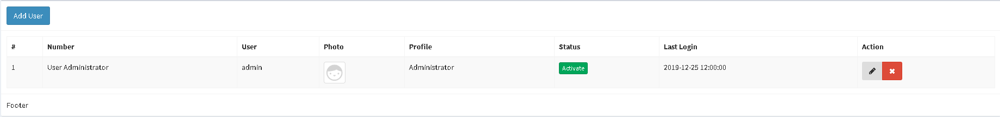 Add User
# Number User Photo Profile Status Last Login Action
1 User Administrator admin Administrator Activate 2019-12-25 12:00:00
Footer